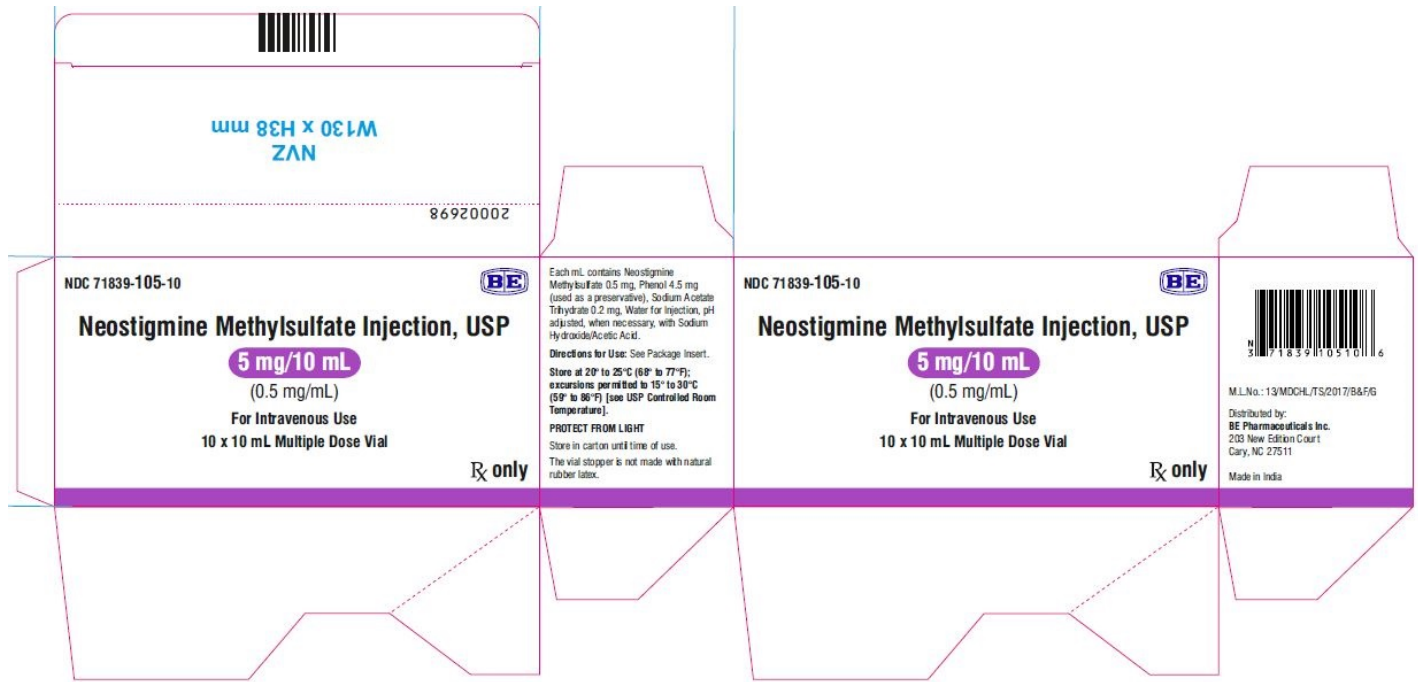 NVZ
W130 x H38 mm
20002698
NDC 71839-105-10
BE
Neostigmine Methylsulfate Injection, USP
5 mg/10 mL
(0.5 mg/mL)
For Intravenous Use
10 x 10 mL Multiple Dose Vial
Rx only
Each mL contains Neostigmine
Methylsulfate 0.5 mg, Phenol 4.5 mg
(used as a preservative), Sodium Acetate
Trihydrate 0.2 mg, Water for Injection, pH
adjusted, when necessary, with Sodium
Hydroxide/Acetic Acid.
Directions for Use: See Package Insert.
Store at 20° to 25°C (68° to 77°F);
excursions permitted to 15° to 30°C
(59° to 86°F) [see USP Controlled Room
Temperature].
PROTECT FROM LIGHT
Store in carton until time of use.
The vial stopper is not made with natural
rubber latex.
NDC 71839-105-10
BE
Neostigmine Methylsulfate Injection, USP
5 mg/10 mL
(0.5 mg/mL)
For Intravenous Use
10 x 10 mL Multiple Dose Vial
Rx only
N
3 71839 10510 6
M.L.No.: 13/MDCHL/TS/2017/B&F/G
Distributed by:
BE Pharmaceuticals Inc.
203 New Edition Court
Cary, NC 27511
Made in India